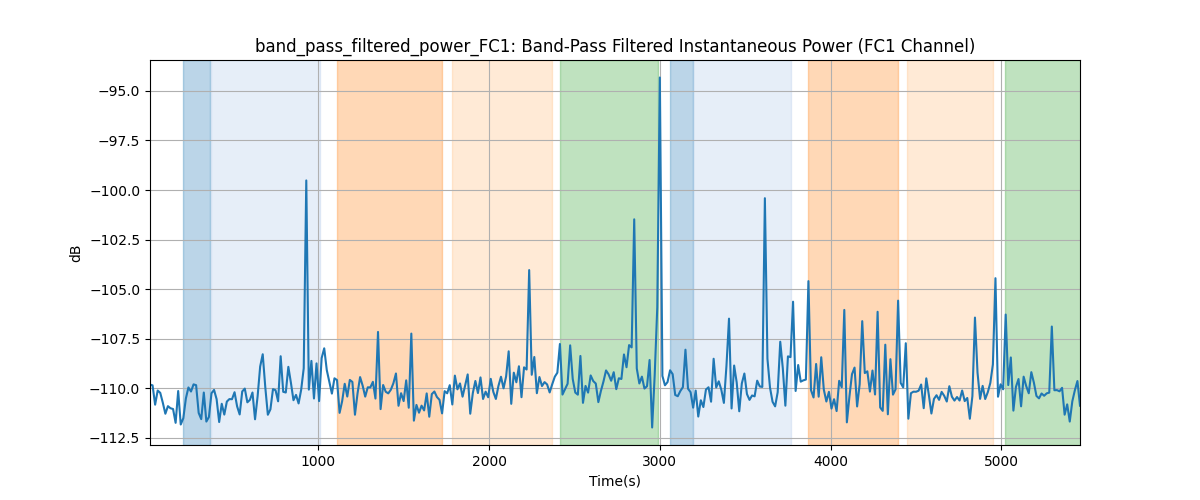 band_pass_filtered_power_FC1: Band-Pass Filtered Instantaneous Power (FC1 Channel)
−95.0
−97.5
−100.0
−102.5
−105.0
−107.5
−110.0
−112.5
dB
1000 2000 3000 4000 5000
Time(s)